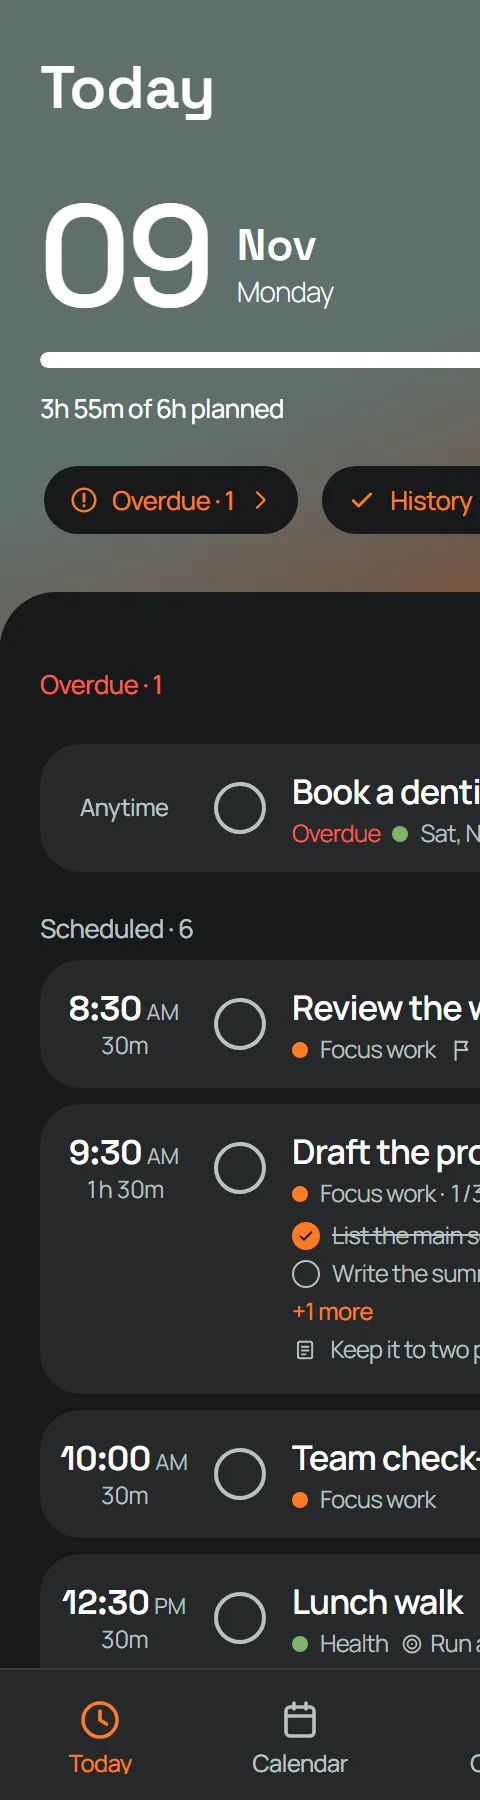 Today
09
Nov
Monday
3h 55m of 6h planned
Overdue · 1
History
Overdue · 1
Anytime
Book a denti
Overdue
Sat, N
Scheduled · 6
8:30 AM
30m
Review the w
Focus work
9:30 AM
1h 30m
Draft the pro
Focus work · 1/3
List the main s
Write the sum
+1 more
Keep it to two p
10:00 AM
30m
Team check-
Focus work
12:30 PM
30m
Lunch walk
Health
Run a
Today
Calendar